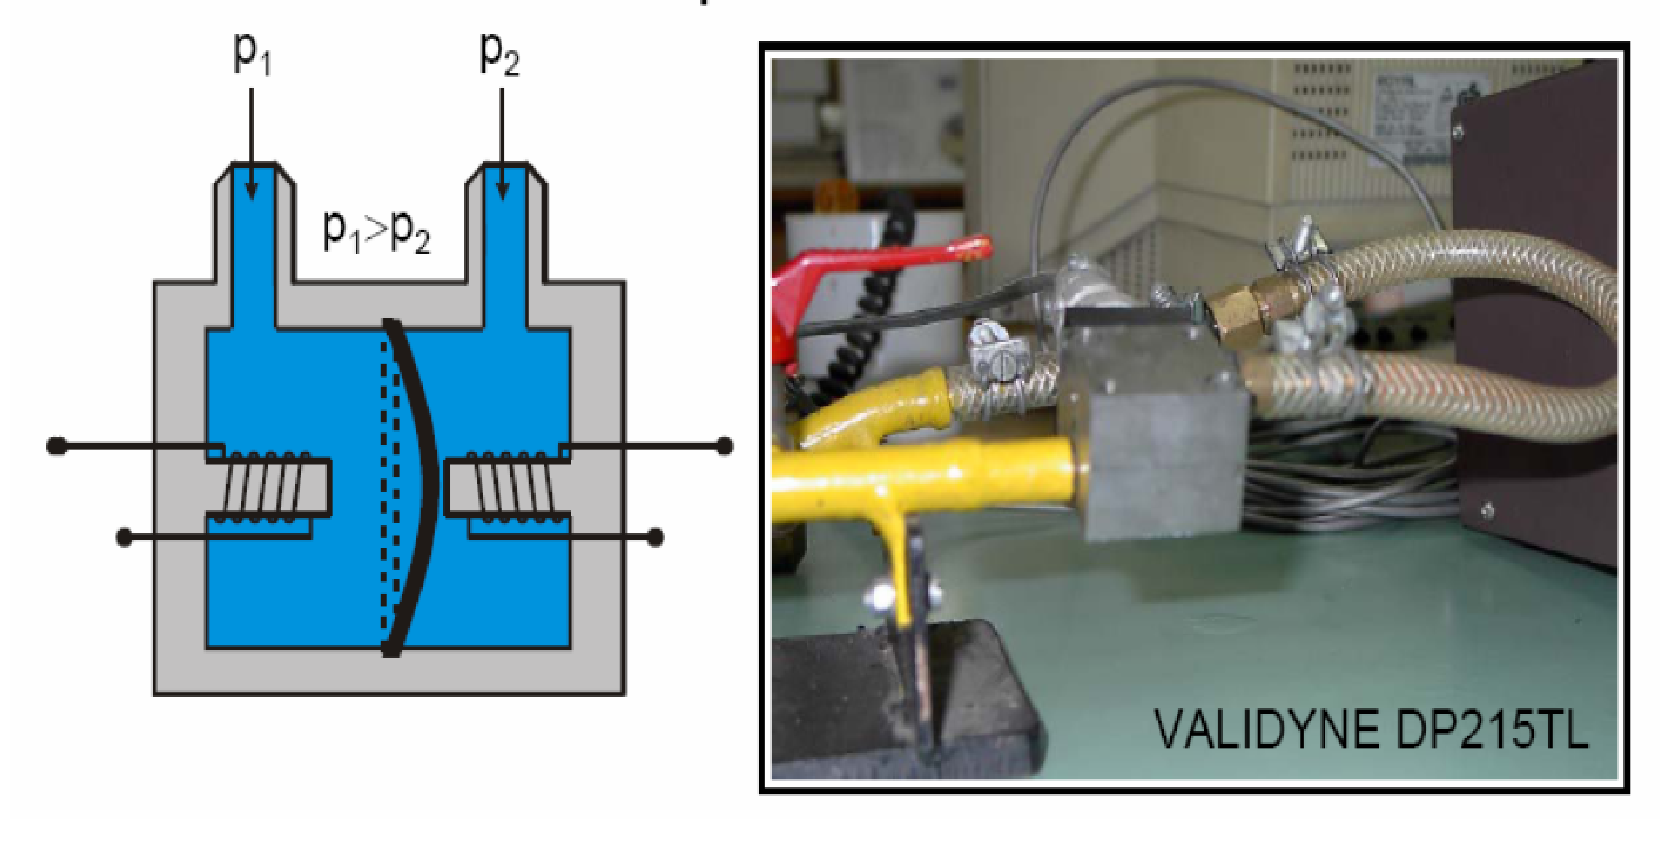 p₁
p₂
p₁>p₂
VALIDYNE DP215TL